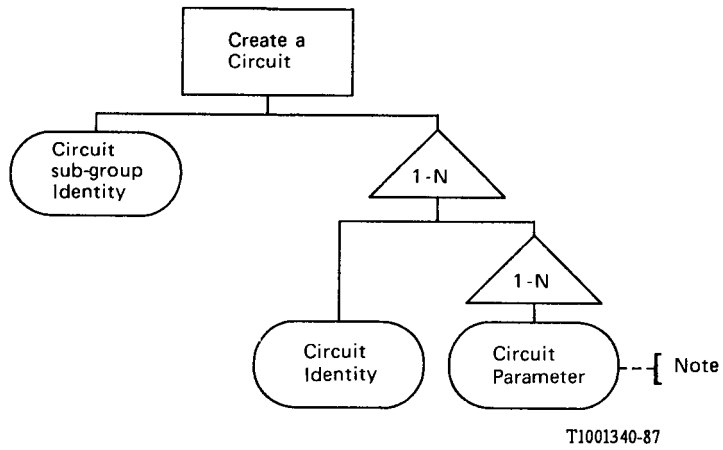 Create a
Circuit
Circuit
sub-group
Identity
1-N
1-N
Circuit
Identity
Circuit
Parameter
Note
T1001340-87